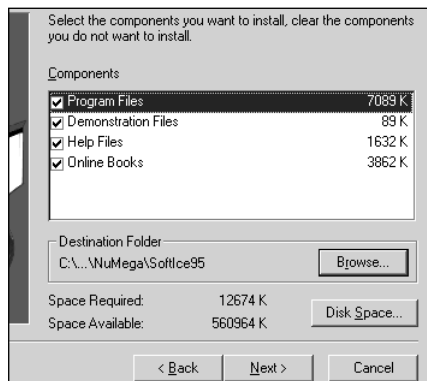 Select the components you want to install, clear the components
you do not want to install.
Components
Program Files 7089 K
Demonstration Files 89 K
Help Files 1632 K
Online Books 3862 K
Destination Folder
C:\...\NuMega\SoftIce95
Browse...
Space Required: 12674 K
Space Available: 560964 K
Disk Space...
< Back Next > Cancel